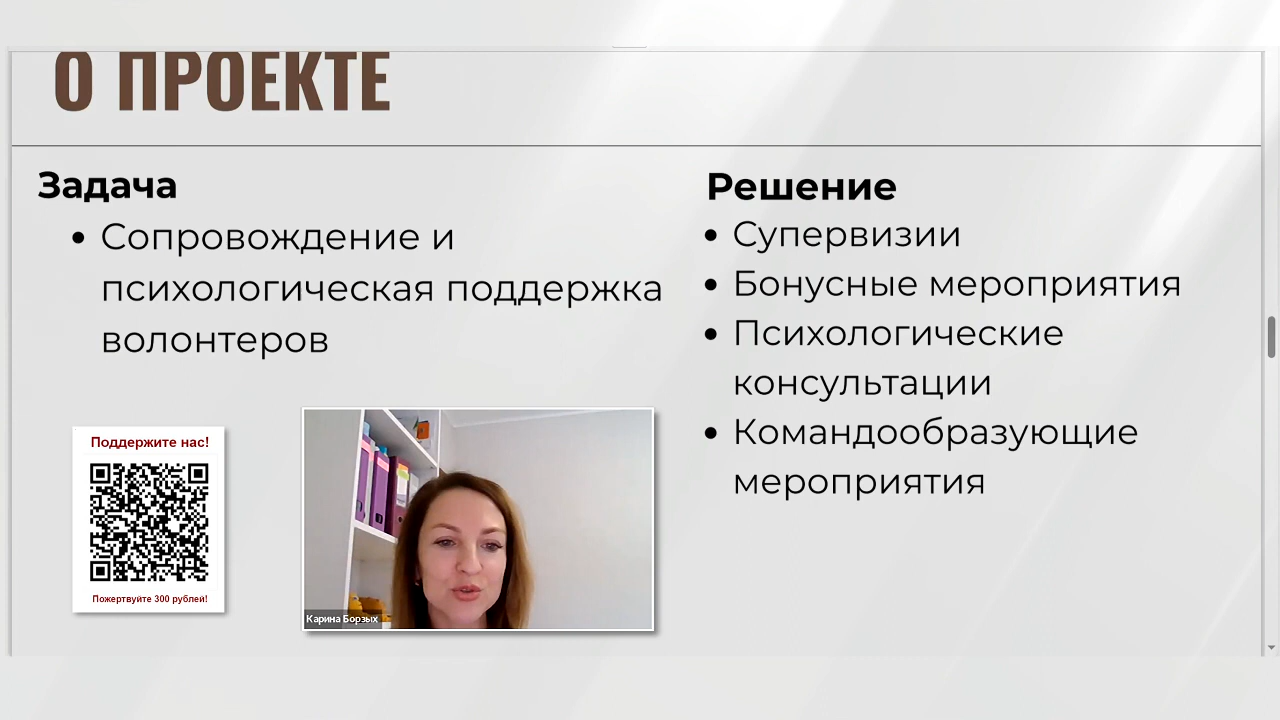 О ПРОЕКТЕ
Задача
• Сопровождение и
психологическая поддержка
волонтеров
Решение
• Супервизии
• Бонусные мероприятия
• Психологические
консультации
• Командообразующие
мероприятия
Поддержите нас!
Пожертвуйте 300 рублей!
Карина Борзых